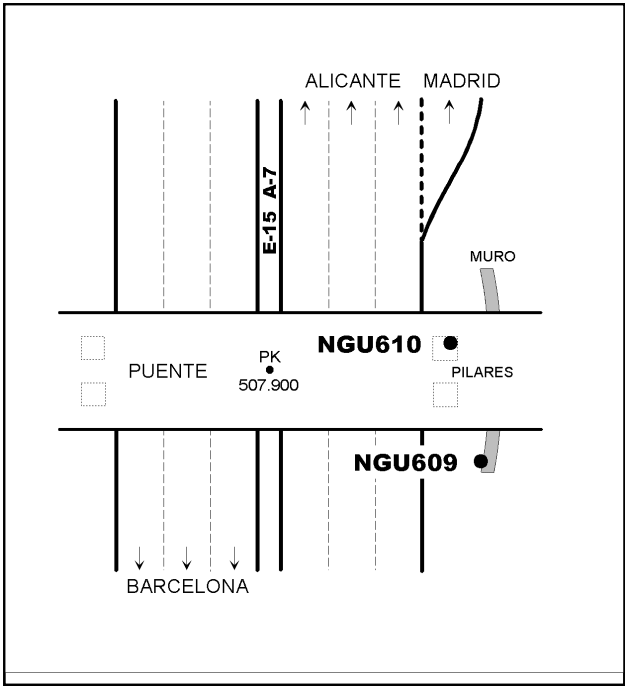 ALICANTE MADRID
E-15 A-7
MURO
NGU610
PK
PUENTE
507.900
PILARES
NGU609
BARCELONA